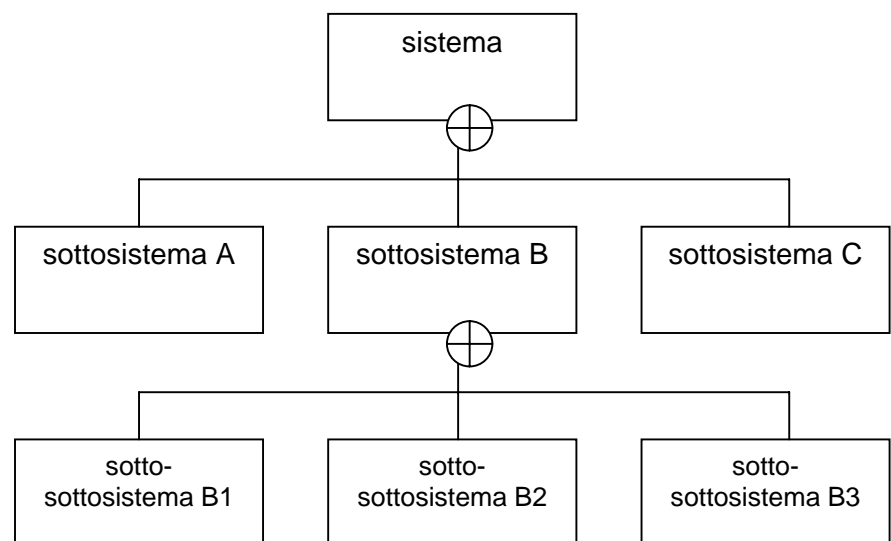 sistema
sottosistema A
sottosistema B
sottosistema C
sotto-
sottosistema B1
sotto-
sottosistema B2
sotto-
sottosistema B3